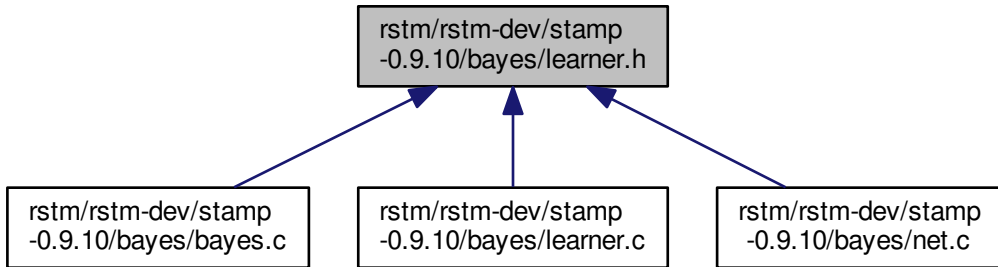 rstm/rstm-dev/stamp
-0.9.10/bayes/learner.h
rstm/rstm-dev/stamp
-0.9.10/bayes/bayes.c
rstm/rstm-dev/stamp
-0.9.10/bayes/learner.c
rstm/rstm-dev/stamp
-0.9.10/bayes/net.c